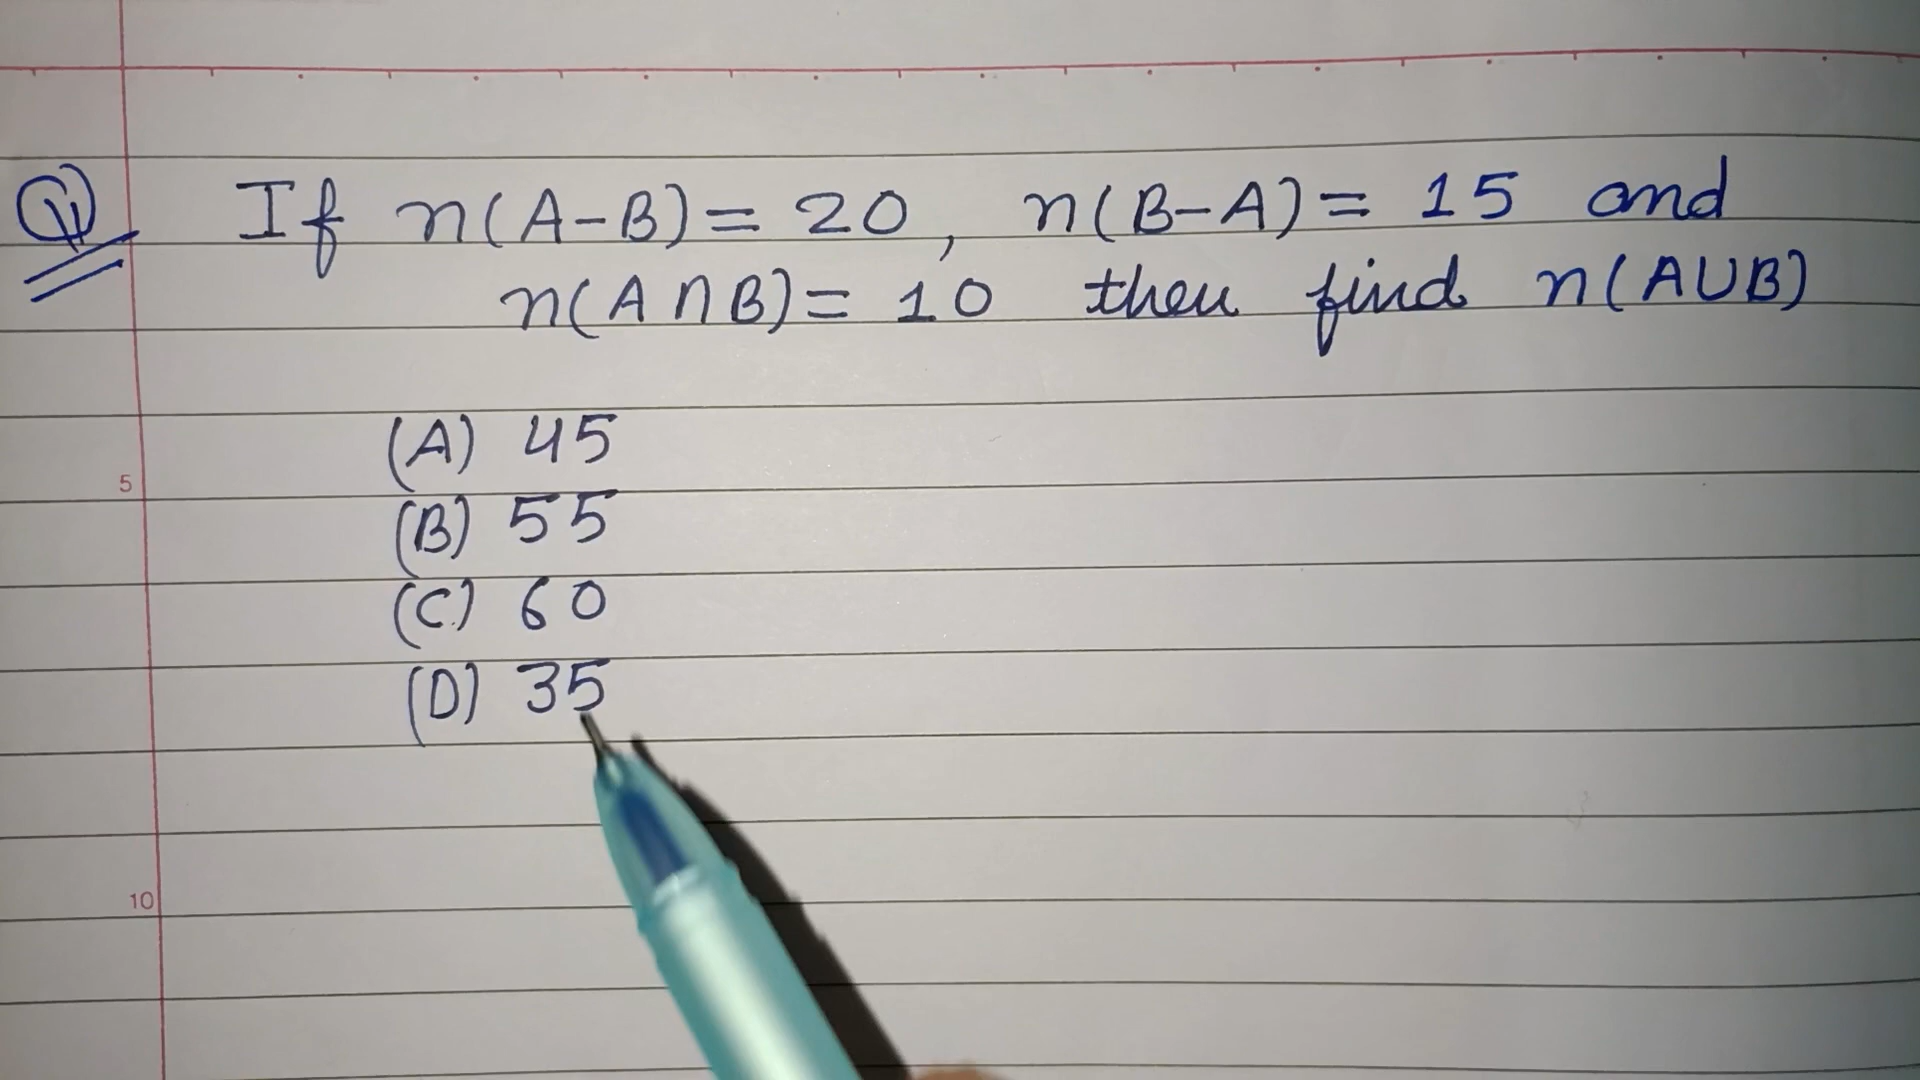 Q If n(A-B)= 20, n(B-A)= 15 and
n(A∩B)= 10 then find n(A∪B)
(A) 45
5
(B) 55
(C) 60
(D) 35
10